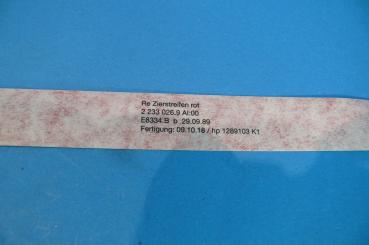 Re Zierstreifen rot
2 233 026.9 AI:00
E8334.B b 29.09.89
Fertigung: 09.10.18 / hp 1289103 K1